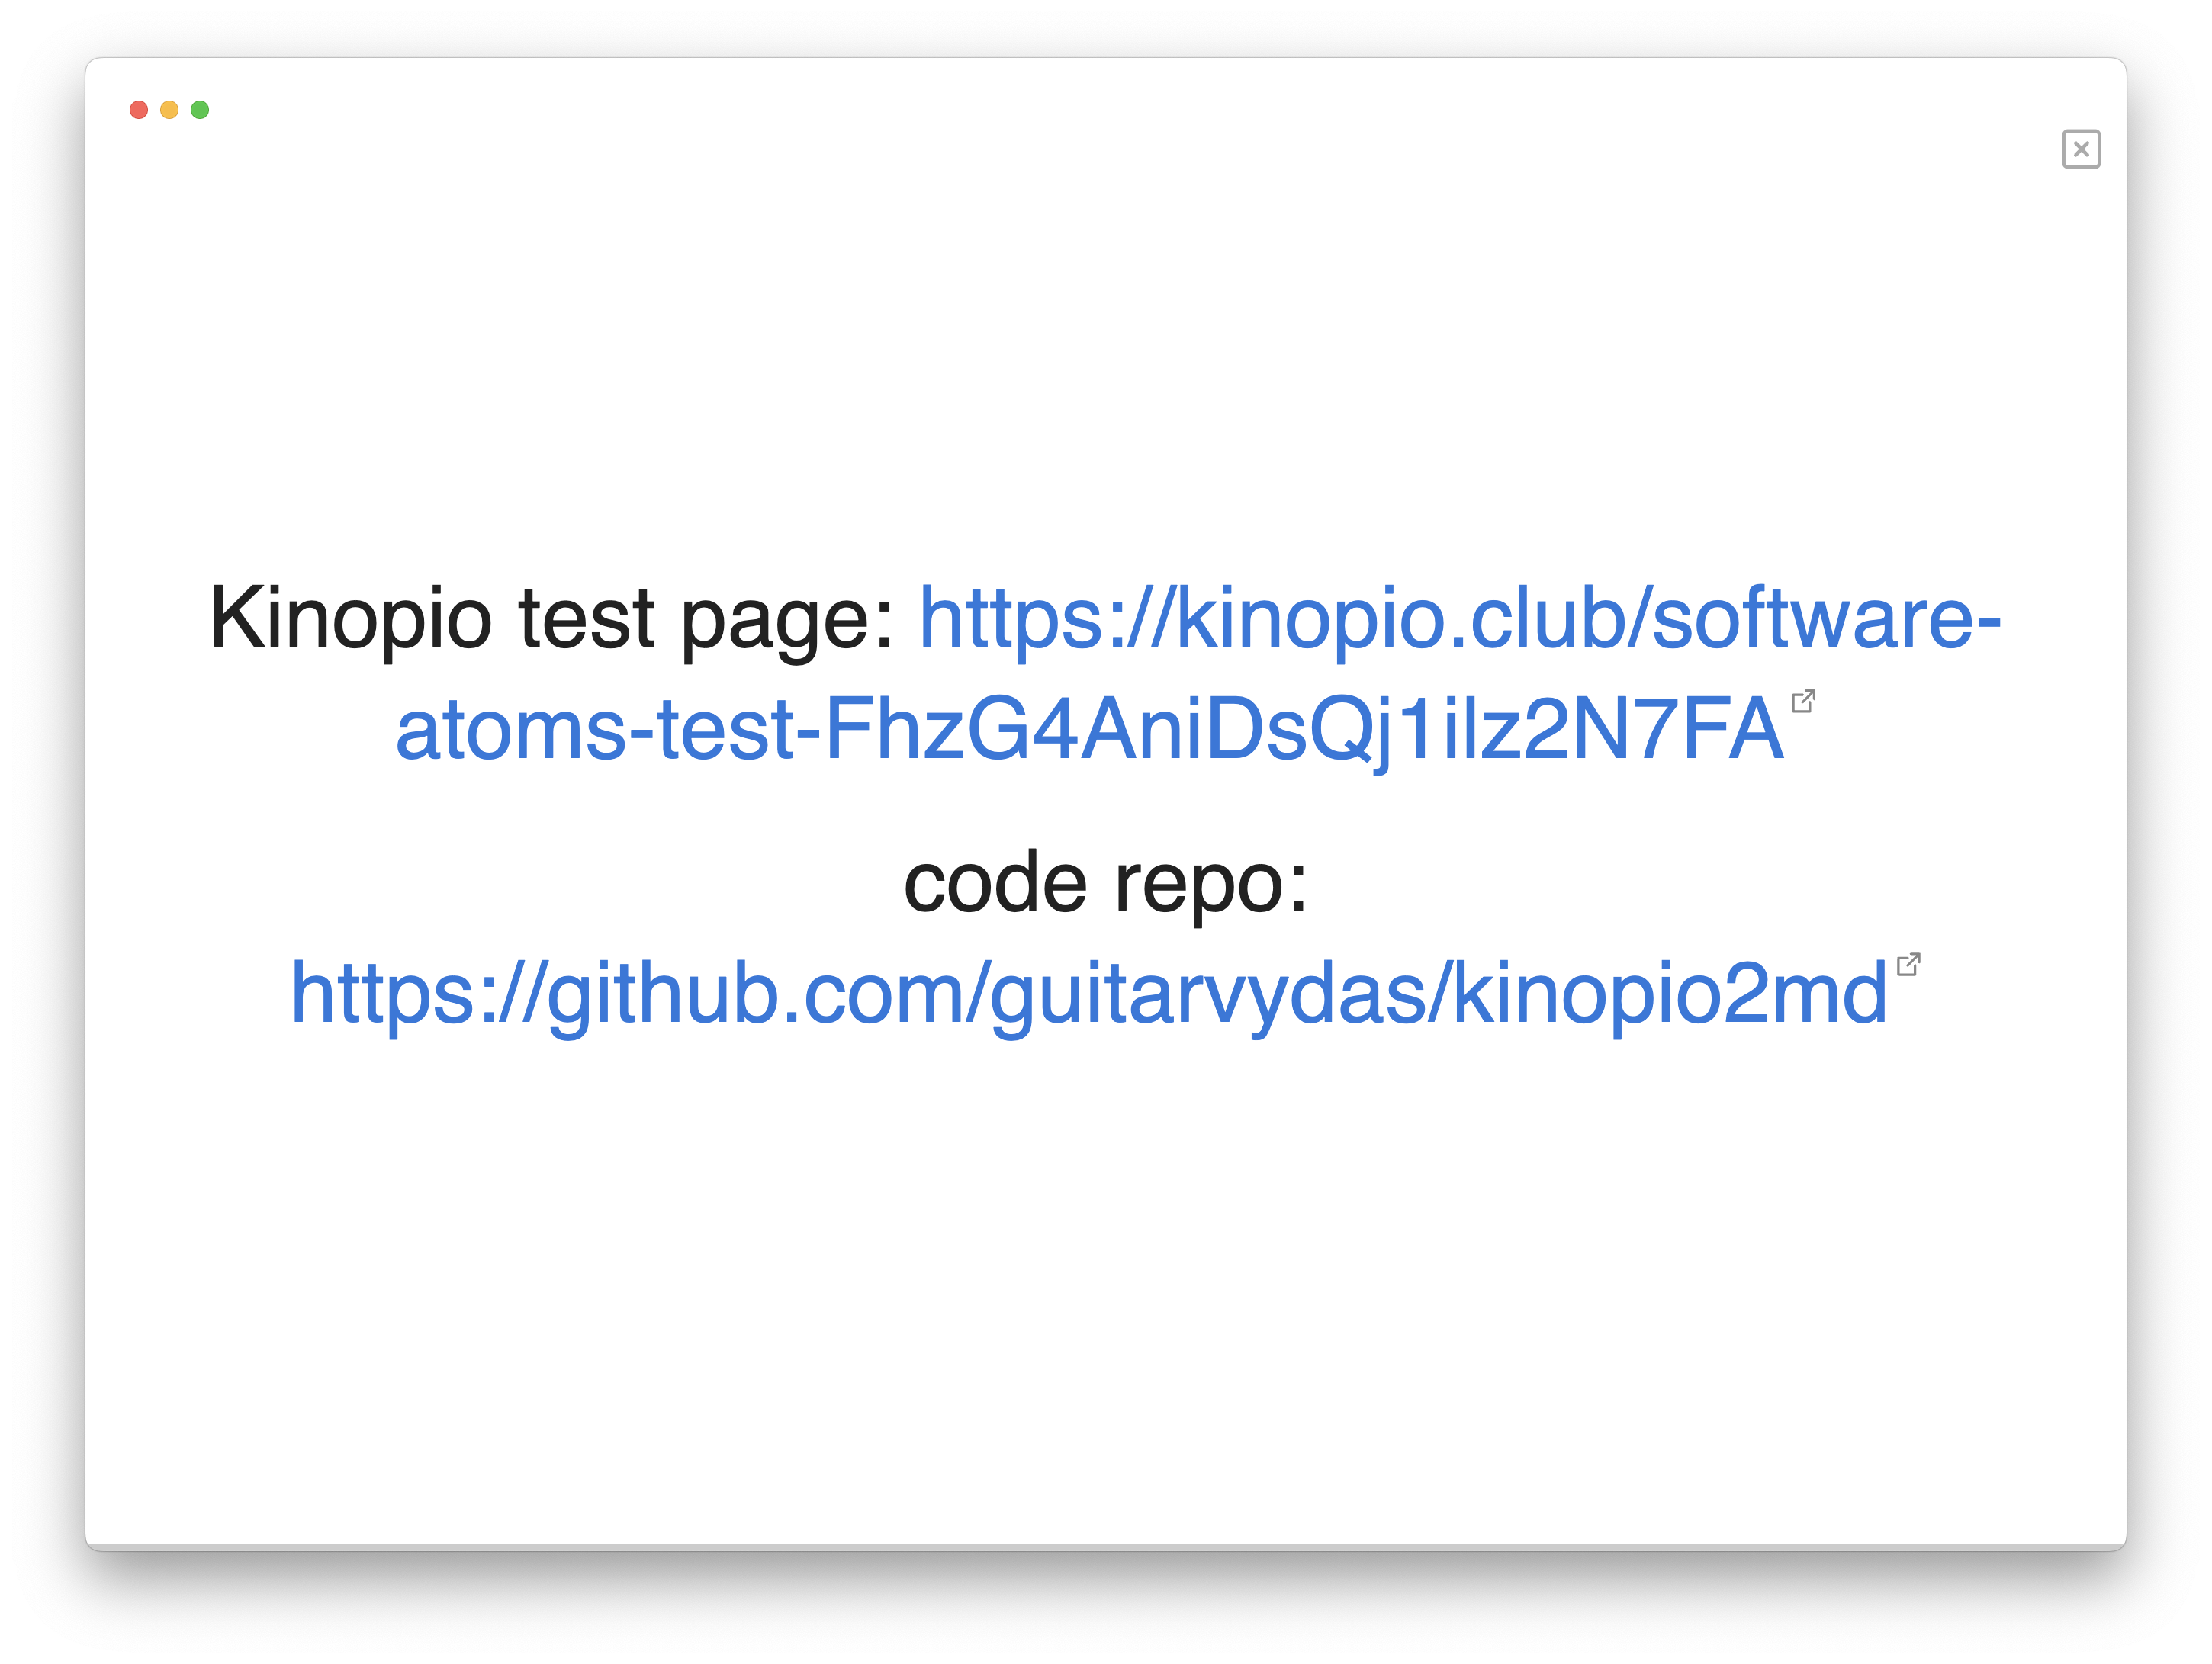 Kinopio test page: https://kinopio.club/software-
atoms-test-FhzG4AniDsQj1ilz2N7FA
code repo:
https://github.com/guitarvydas/kinopio2md